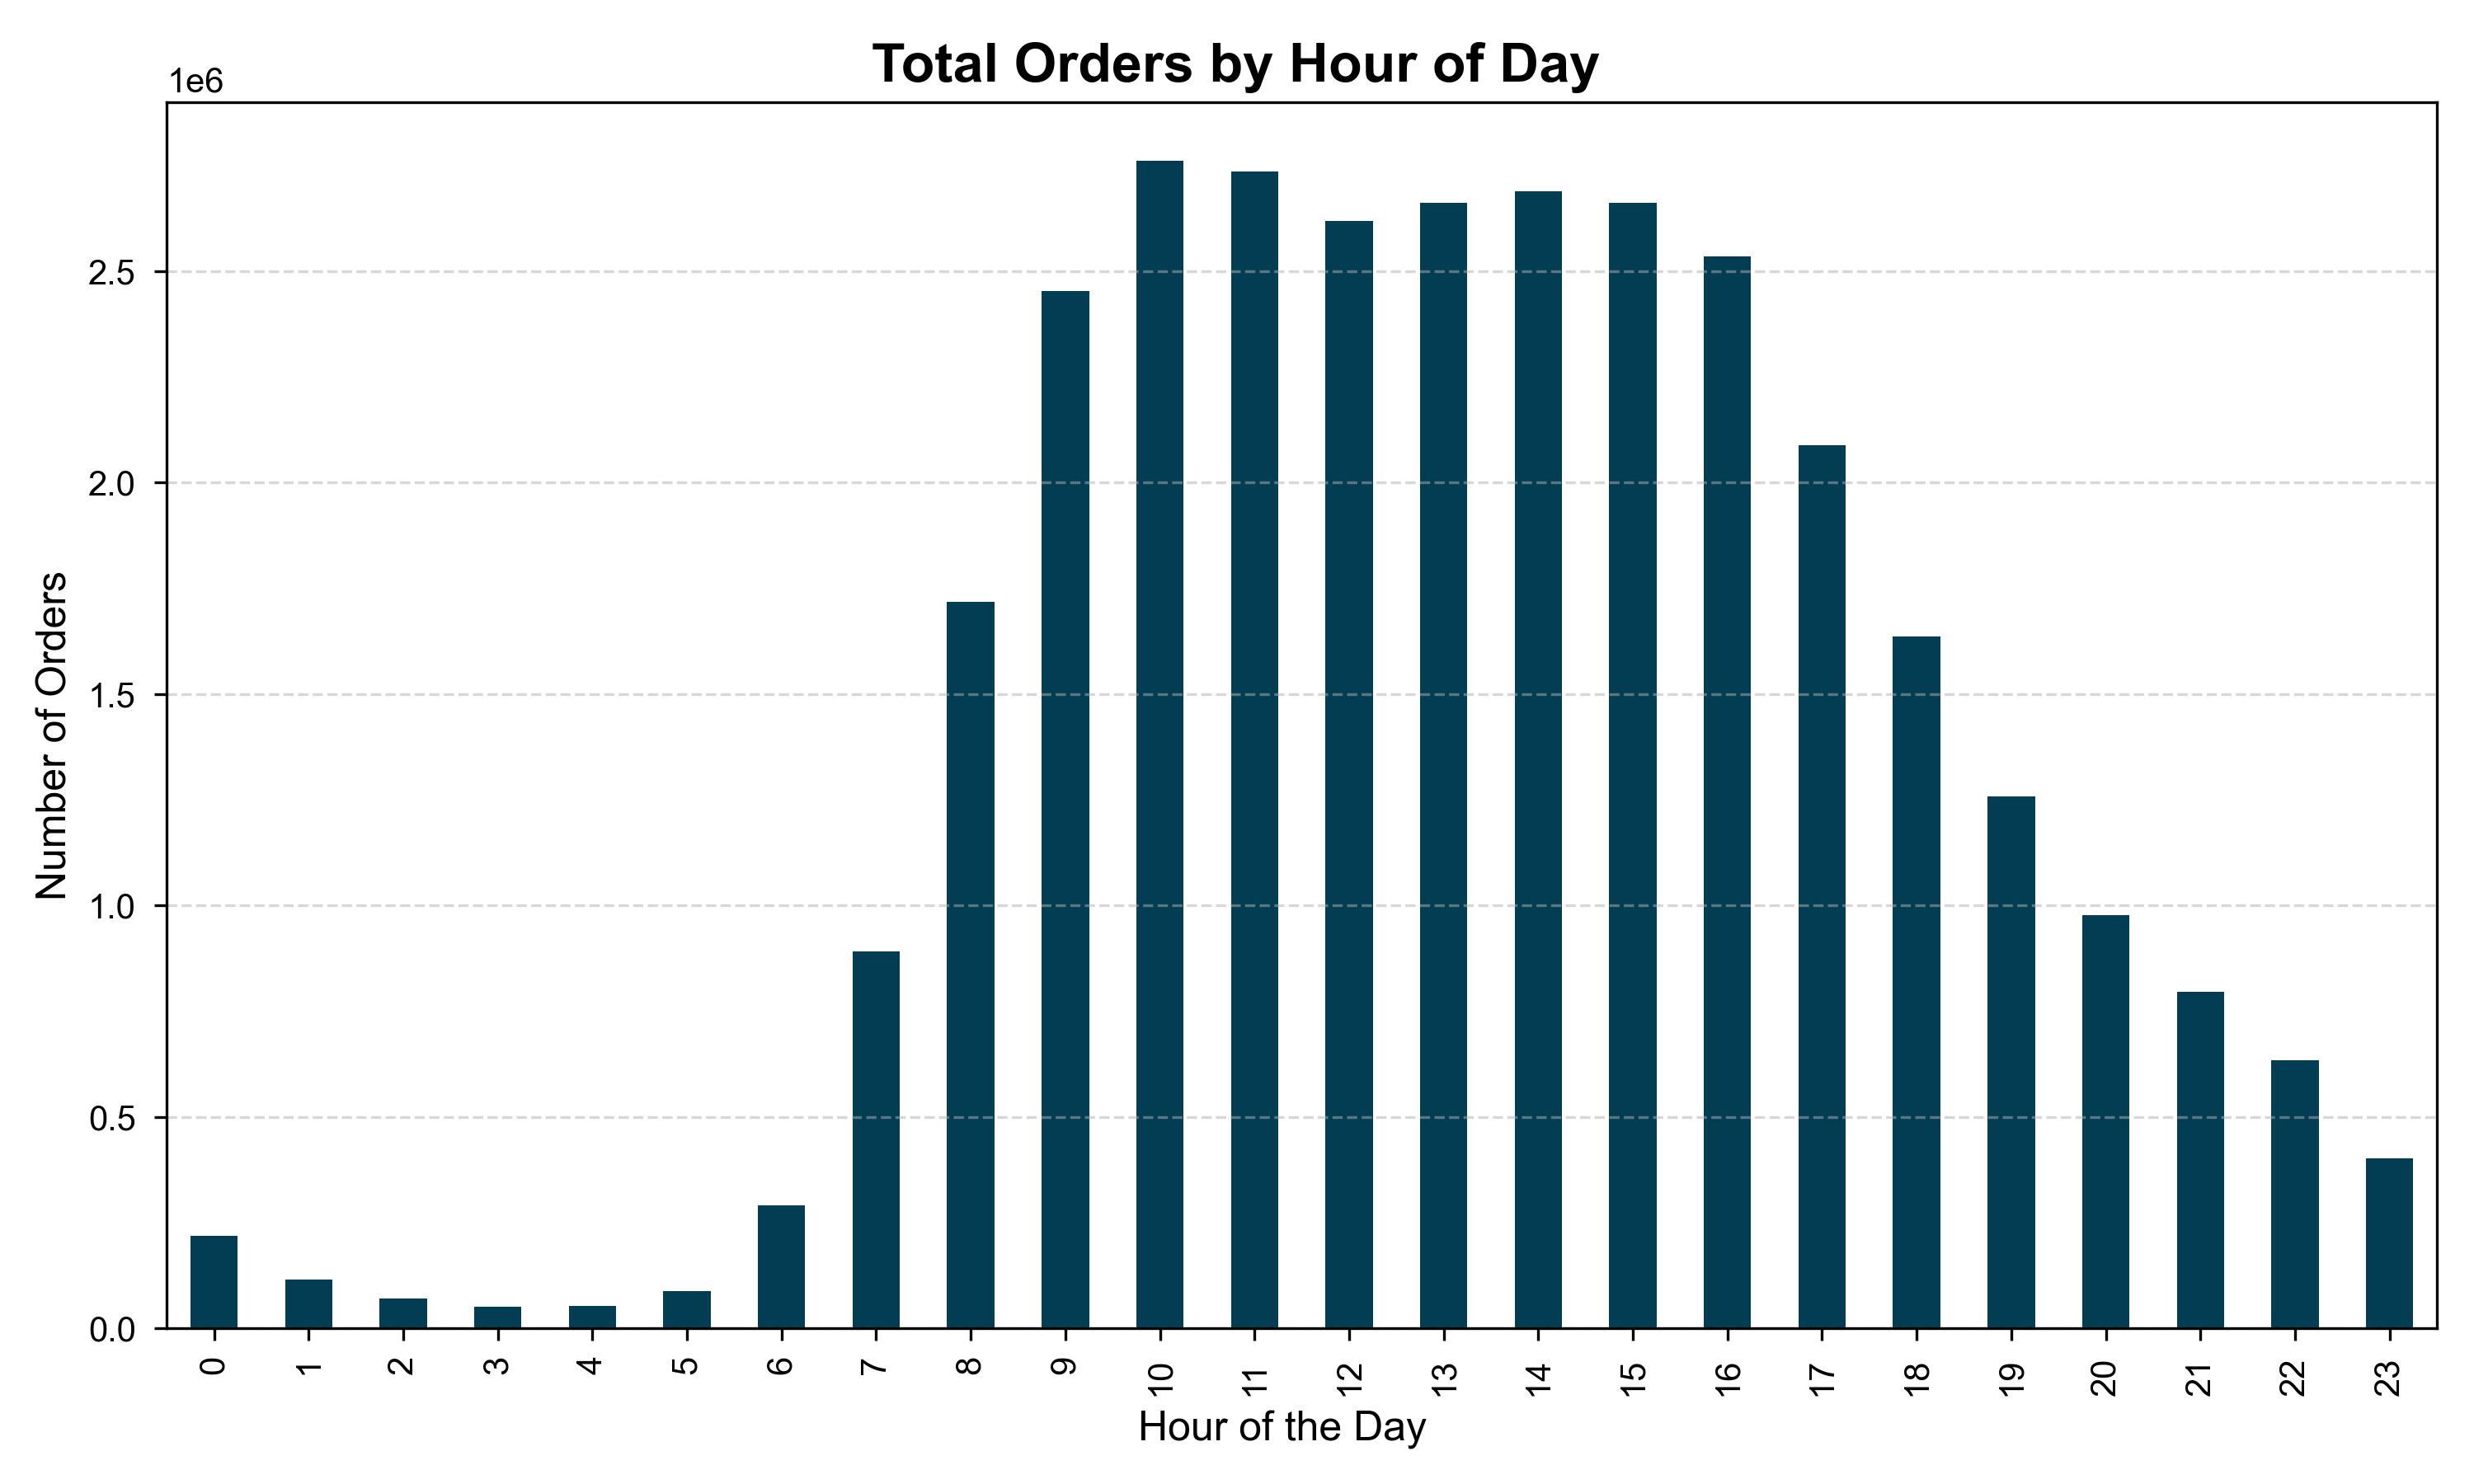 Total Orders by Hour of Day
1e6
2.5
2.0
1.5
1.0
0.5
0.0
Number of Orders
0 1 2 3 4 5 6 7 8 9 10 11 12 13 14 15 16 17 18 19 20 21 22 23
Hour of the Day